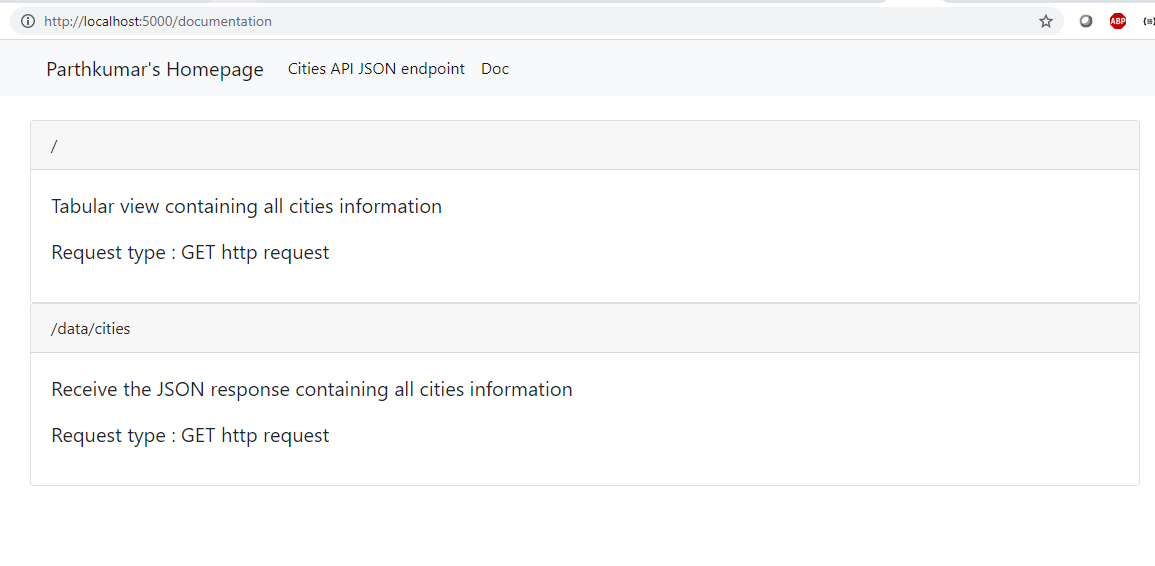 http://localhost:5000/documentation
ABP
Parthkumar's Homepage Cities API JSON endpoint Doc
/
Tabular view containing all cities information
Request type : GET http request
/data/cities
Receive the JSON response containing all cities information
Request type : GET http request